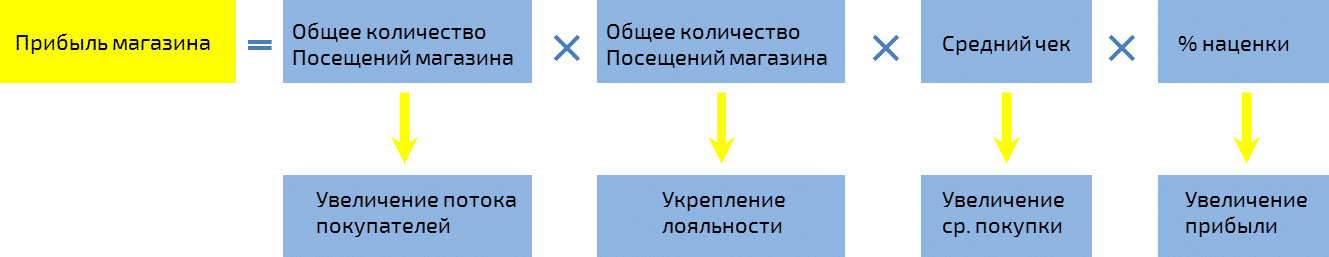 Прибыль магазина
=
Общее количество
Посещений магазина
×
Общее количество
Посещений магазина
×
Средний чек
×
% наценки
Увеличение потока
покупателей
Укрепление
лояльности
Увеличение
ср. покупки
Увеличение
прибыли